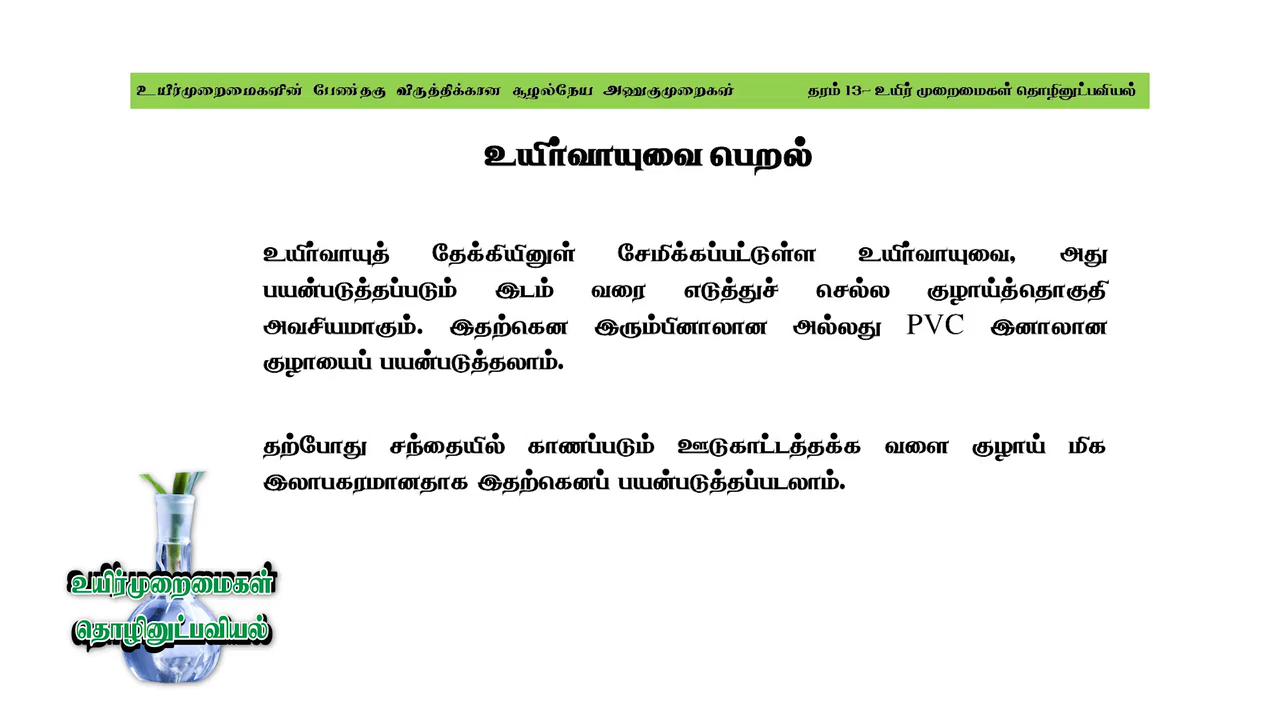 உயிர்முறைமைகளின் பேண்தகு விருத்திக்கான சூழல்நேய அணுகுமுறைகள் தரம் 13– உயிர் முறைமைகள் தொழினுட்பவியல்
உயிர்வாயுவை பெறல்
உயிர்வாயுத் தேக்கியினுள் சேமிக்கப்பட்டுள்ள உயிர்வாயுவை, அது
பயன்படுத்தப்படும் இடம் வரை எடுத்துச் செல்ல குழாய்த்தொகுதி
அவசியமாகும். இதற்கென இரும்பினாலான அல்லது PVC இனாலான
குழாயைப் பயன்படுத்தலாம்.
தற்போது சந்தையில் காணப்படும் ஊடுகாட்டத்தக்க வளை குழாய் மிக
இலாபகரமானதாக இதற்கெனப் பயன்படுத்தப்படலாம்.
உயிர்முறைமைகள்
தொழினுட்பவியல்